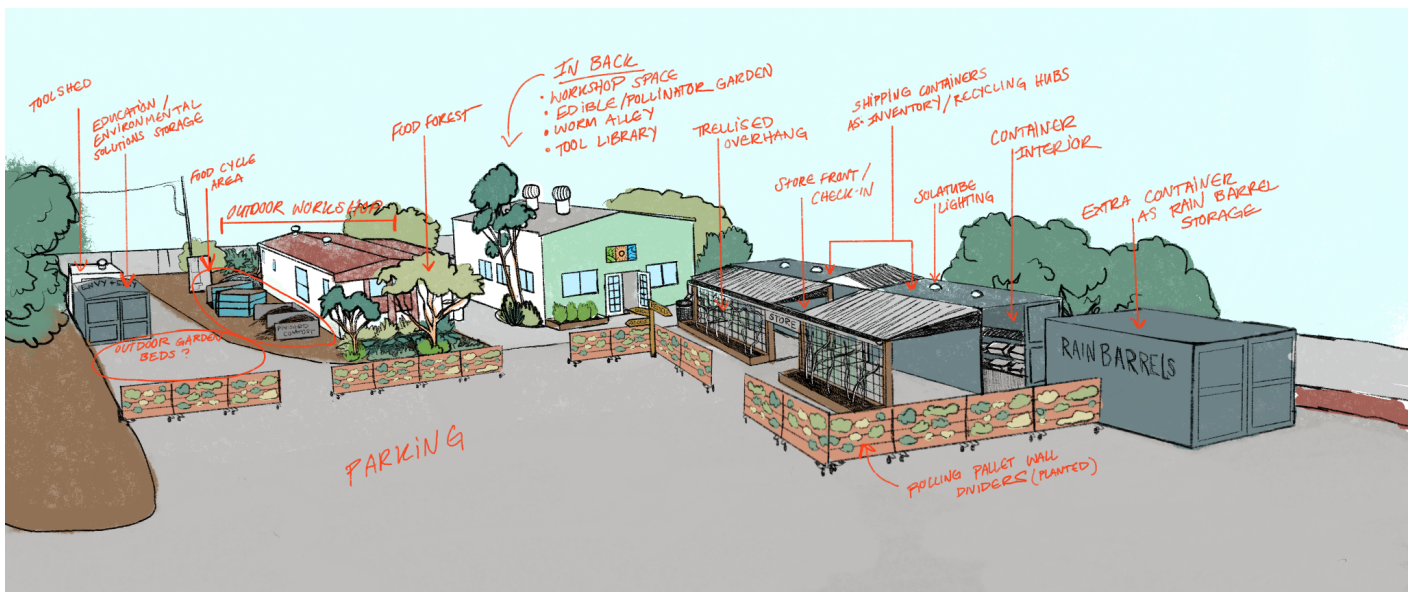 TOOL SHED
EDUCATION/
ENVIRONMENTAL
SOLUTIONS STORAGE
FOOD CYCLE
AREA
OUTDOOR WORKSHOP
FOOD FOREST
IN BACK
• WORKSHOP SPACE
• EDIBLE/POLLINATOR GARDEN
• WORM ALLEY
• TOOL LIBRARY
TRELLISED
OVERHANG
STORE FRONT/
CHECK-IN
SHIPPING CONTAINERS
AS INVENTORY/RECYCLING HUBS
SOLATUBE
LIGHTING
CONTAINER
INTERIOR
EXTRA CONTAINER
AS RAIN BARREL
STORAGE
STORE
RAIN BARRELS
OUTDOOR GARDEN
BEDS ?
PARKING
ROLLING PALLET WALL
DIVIDERS (PLANTED)